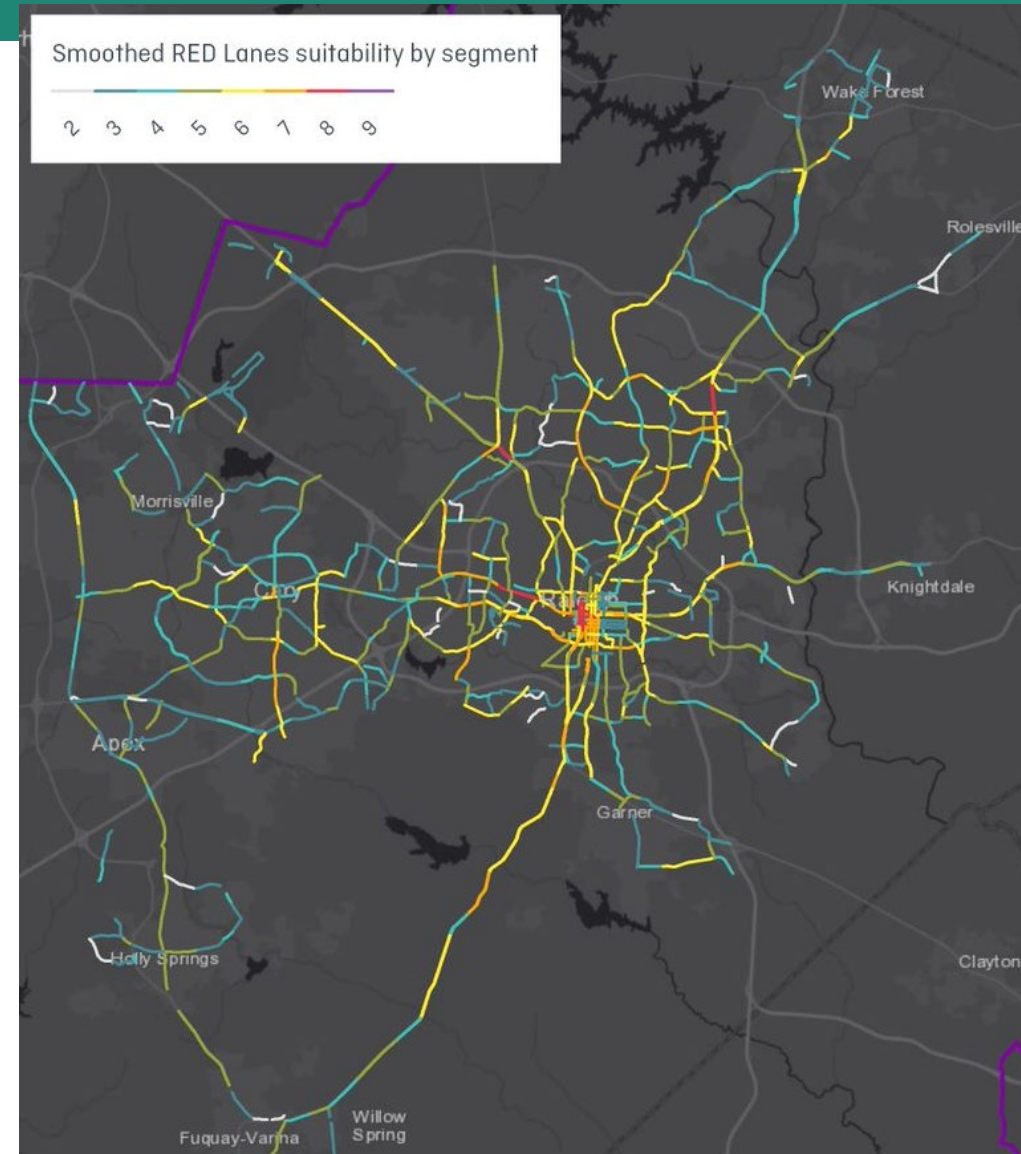 Smoothed RED Lanes suitability by segment
2 3 4 5 6 7 8 9
Wake Forest
Rolesville
Morrisville
Cary
Raleigh
Knightdale
Apex
Garner
Holly Springs
Clayton
Willow
Spring
Fuquay-Varina